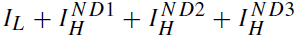 I_L + I_H^{ND1} + I_H^{ND2} + I_H^{ND3}